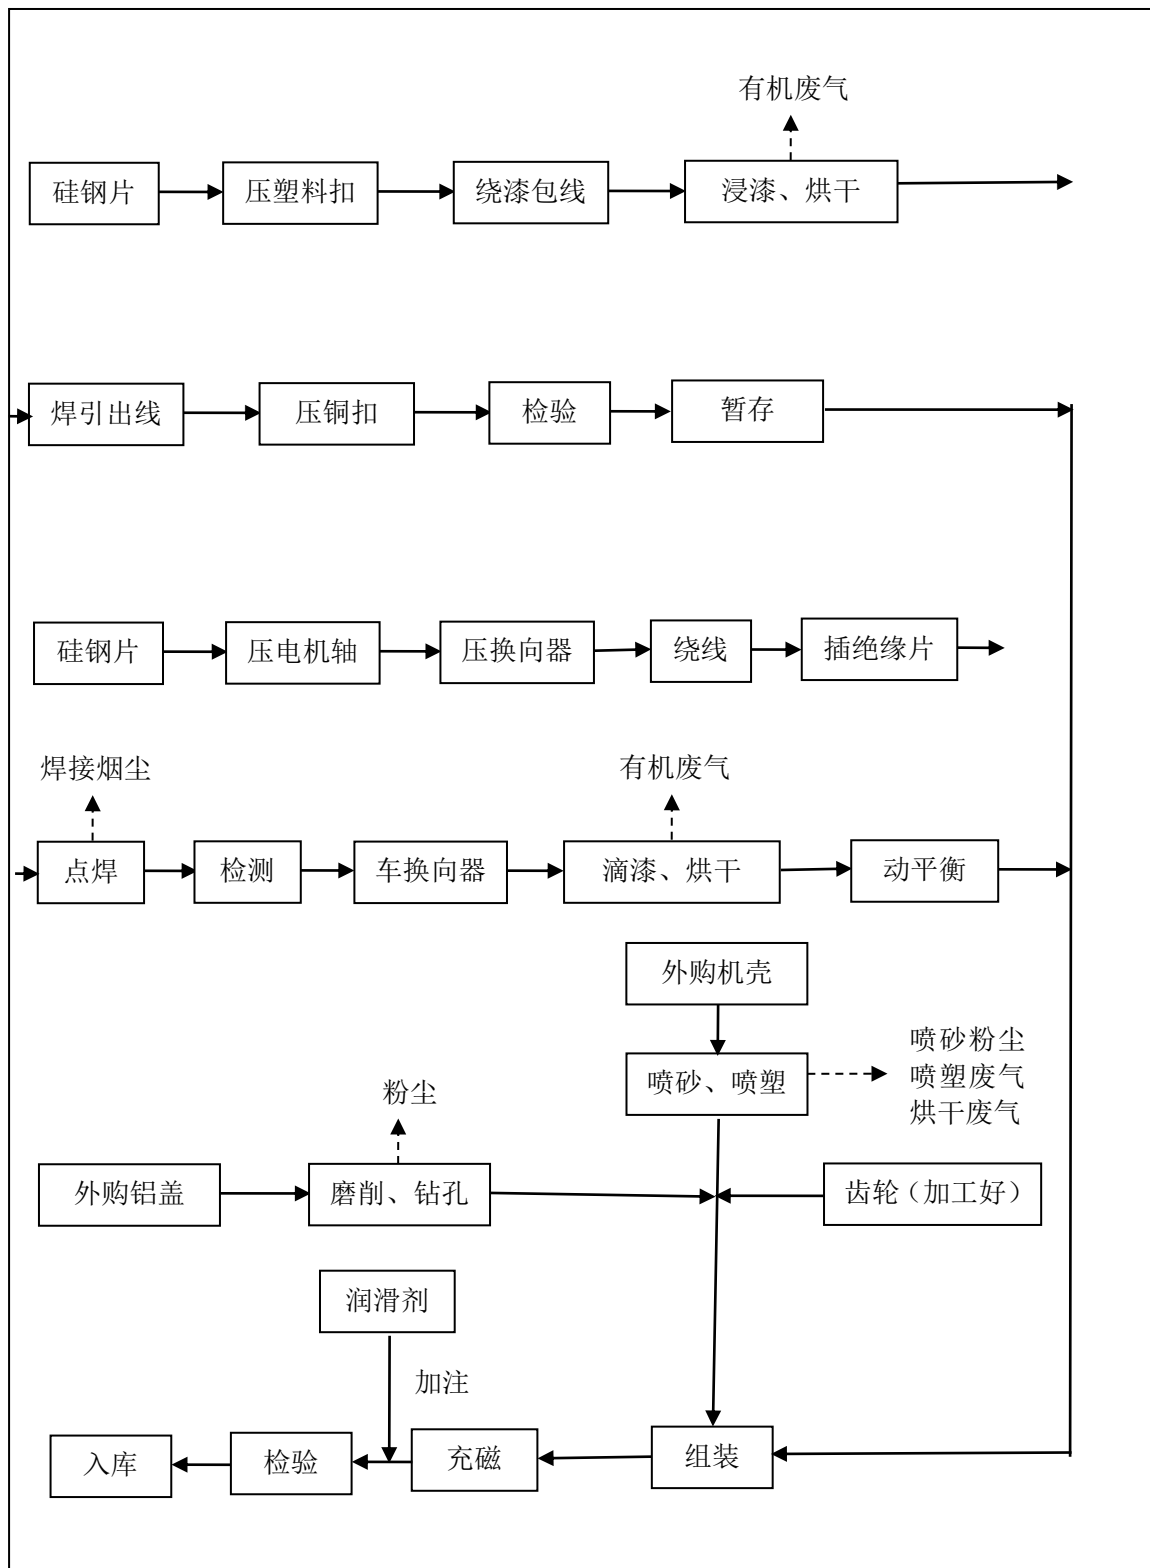 有机废气
硅钢片
压塑料扣
绕漆包线
浸漆、烘干
焊引出线
压铜扣
检验
暂存
硅钢片
压电机轴
压换向器
绕线
插绝缘片
焊接烟尘
有机废气
点焊
检测
车换向器
滴漆、烘干
动平衡
外购机壳
喷砂、喷塑
喷砂粉尘
喷塑废气
烘干废气
粉尘
外购铝盖
磨削、钻孔
齿轮（加工好）
润滑剂
加注
入库
检验
充磁
组装